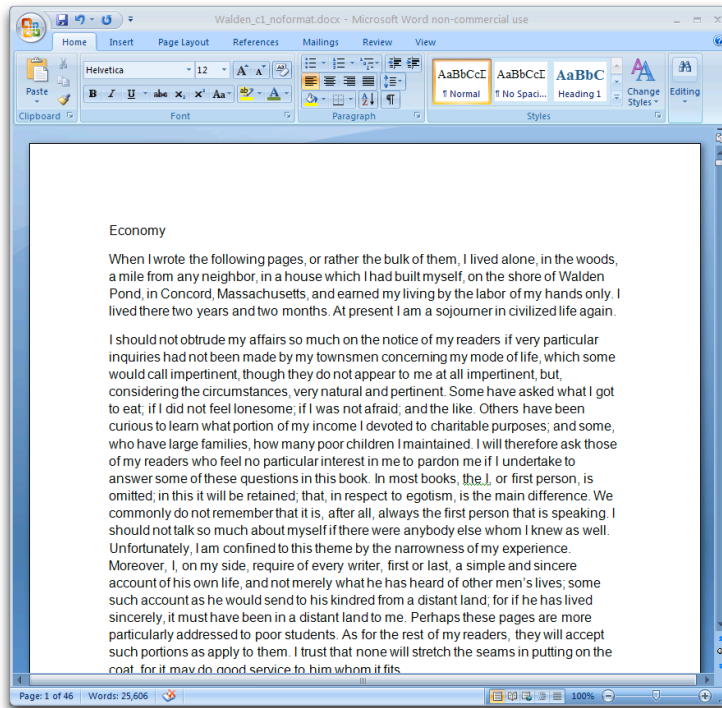 Walden_c1_noformat.docx - Microsoft Word non-commercial use
Home Insert Page Layout References Mailings Review View
Helvetica 12
Paste
B I U abc x₂ x² Aa
AaBbCcD AaBbCcD AaBbC
¶ Normal ¶ No Spaci... Heading 1
Change Styles
Editing
Clipboard Font Paragraph Styles
Economy
When I wrote the following pages, or rather the bulk of them, I lived alone, in the woods,
a mile from any neighbor, in a house which I had built myself, on the shore of Walden
Pond, in Concord, Massachusetts, and earned my living by the labor of my hands only. I
lived there two years and two months. At present I am a sojourner in civilized life again.
I should not obtrude my affairs so much on the notice of my readers if very particular
inquiries had not been made by my townsmen concerning my mode of life, which some
would call impertinent, though they do not appear to me at all impertinent, but,
considering the circumstances, very natural and pertinent. Some have asked what I got
to eat; if I did not feel lonesome; if I was not afraid; and the like. Others have been
curious to learn what portion of my income I devoted to charitable purposes; and some,
who have large families, how many poor children I maintained. I will therefore ask those
of my readers who feel no particular interest in me to pardon me if I undertake to
answer some of these questions in this book. In most books, the I, or first person, is
omitted; in this it will be retained; that, in respect to egotism, is the main difference. We
commonly do not remember that it is, after all, always the first person that is speaking. I
should not talk so much about myself if there were anybody else whom I knew as well.
Unfortunately, I am confined to this theme by the narrowness of my experience.
Moreover, I, on my side, require of every writer, first or last, a simple and sincere
account of his own life, and not merely what he has heard of other men's lives; some
such account as he would send to his kindred from a distant land; for if he has lived
sincerely, it must have been in a distant land to me. Perhaps these pages are more
particularly addressed to poor students. As for the rest of my readers, they will accept
such portions as apply to them. I trust that none will stretch the seams in putting on the
coat, for it may do good service to him whom it fits.
Page: 1 of 46 Words: 25,606 100%